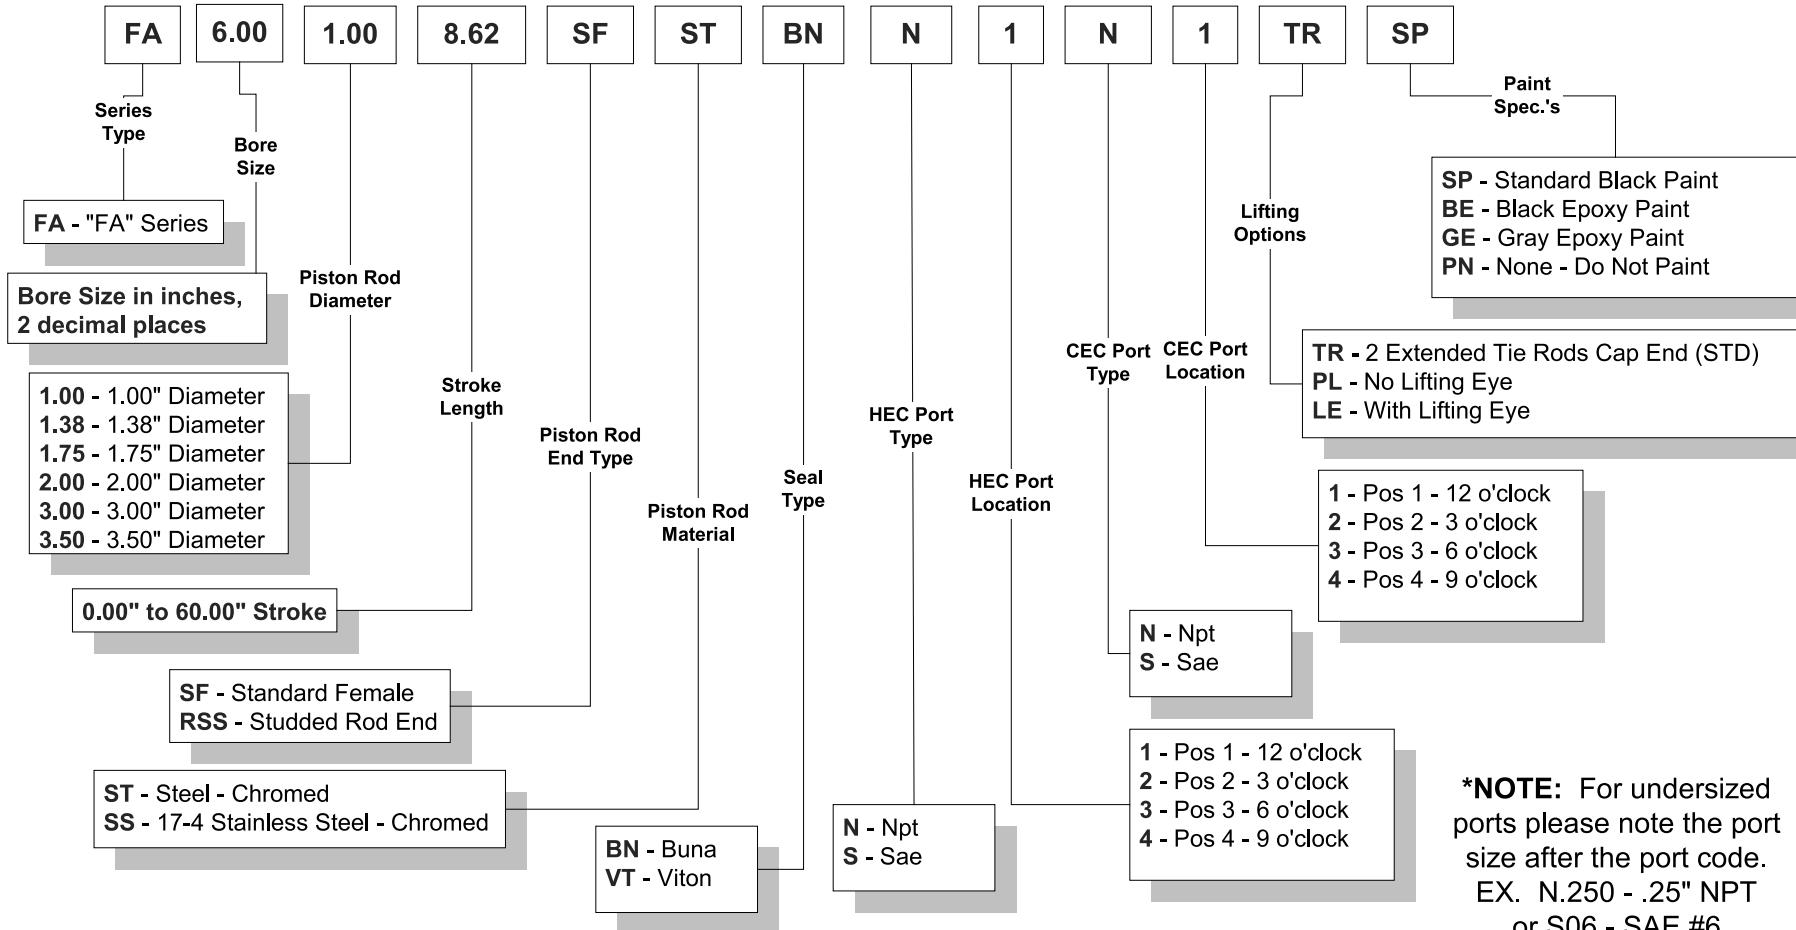 FA 6.00 1.00 8.62 SF ST BN N 1 N 1 TR SP
Series
Type
Bore
Size
Paint
Spec.'s
FA - "FA" Series
Bore Size in inches,
2 decimal places
Piston Rod
Diameter
1.00 - 1.00" Diameter
1.38 - 1.38" Diameter
1.75 - 1.75" Diameter
2.00 - 2.00" Diameter
3.00 - 3.00" Diameter
3.50 - 3.50" Diameter
Stroke
Length
0.00" to 60.00" Stroke
Piston Rod
End Type
SF - Standard Female
RSS - Studded Rod End
Piston Rod
Material
ST - Steel - Chromed
SS - 17-4 Stainless Steel - Chromed
Seal
Type
BN - Buna
VT - Viton
HEC Port
Type
N - Npt
S - Sae
HEC Port
Location
1 - Pos 1 - 12 o'clock
2 - Pos 2 - 3 o'clock
3 - Pos 3 - 6 o'clock
4 - Pos 4 - 9 o'clock
CEC Port
Type
N - Npt
S - Sae
CEC Port
Location
1 - Pos 1 - 12 o'clock
2 - Pos 2 - 3 o'clock
3 - Pos 3 - 6 o'clock
4 - Pos 4 - 9 o'clock
Lifting
Options
TR - 2 Extended Tie Rods Cap End (STD)
PL - No Lifting Eye
LE - With Lifting Eye
SP - Standard Black Paint
BE - Black Epoxy Paint
GE - Gray Epoxy Paint
PN - None - Do Not Paint
*NOTE: For undersized
ports please note the port
size after the port code.
EX. N.250 - .25" NPT
or S06 - SAE #6